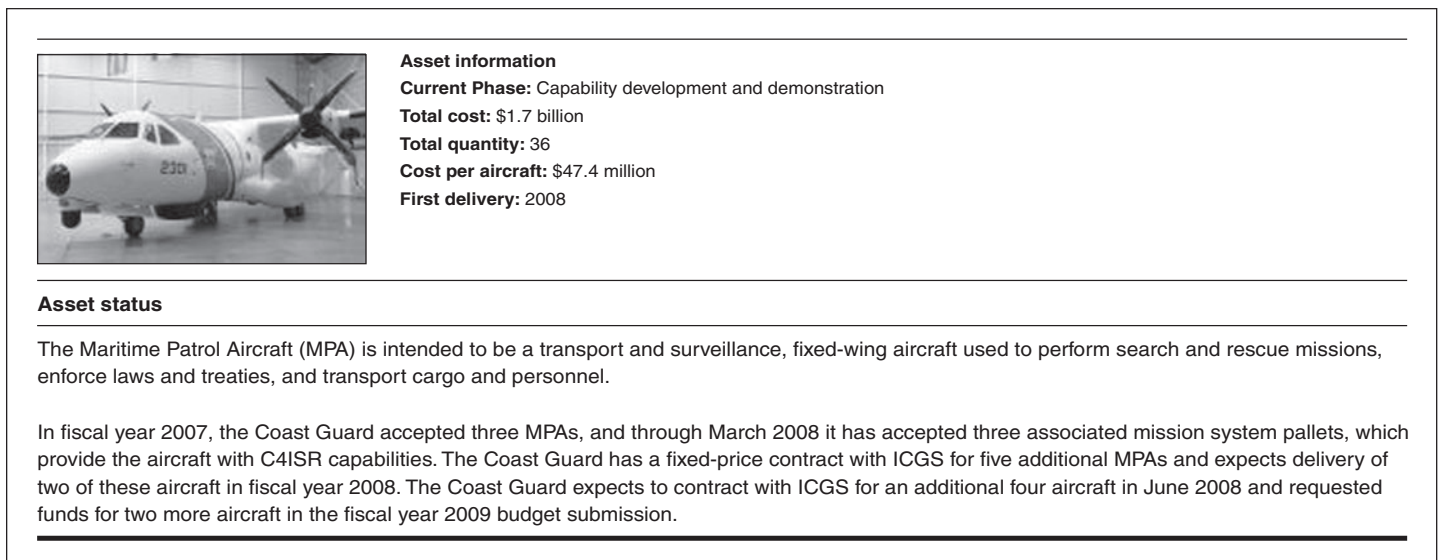 Asset information
Current Phase: Capability development and demonstration
Total cost: $1.7 billion
Total quantity: 36
Cost per aircraft: $47.4 million
First delivery: 2008
2301
Asset status
The Maritime Patrol Aircraft (MPA) is intended to be a transport and surveillance, fixed-wing aircraft used to perform search and rescue missions,
enforce laws and treaties, and transport cargo and personnel.
In fiscal year 2007, the Coast Guard accepted three MPAs, and through March 2008 it has accepted three associated mission system pallets, which
provide the aircraft with C4ISR capabilities. The Coast Guard has a fixed-price contract with ICGS for five additional MPAs and expects delivery of
two of these aircraft in fiscal year 2008. The Coast Guard expects to contract with ICGS for an additional four aircraft in June 2008 and requested
funds for two more aircraft in the fiscal year 2009 budget submission.